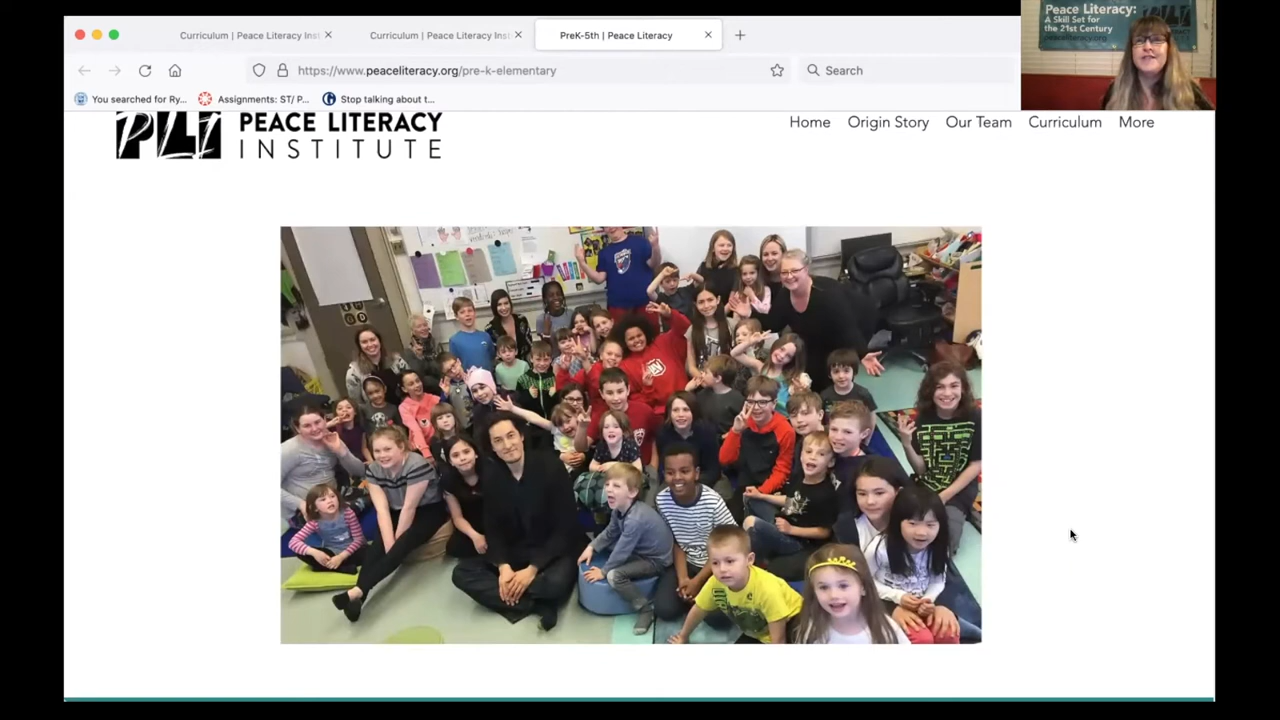 Curriculum | Peace Literacy Inst
Curriculum | Peace Literacy Inst
PreK-5th | Peace Literacy
https://www.peaceliteracy.org/pre-k-elementary
Search
You searched for Ry...
Assignments: ST/ P...
Stop talking about t...
Peace Literacy:
A Skill Set for
the 21st Century
peaceliteracy.org
PLI
PEACE LITERACY
INSTITUTE
Home
Origin Story
Our Team
Curriculum
More